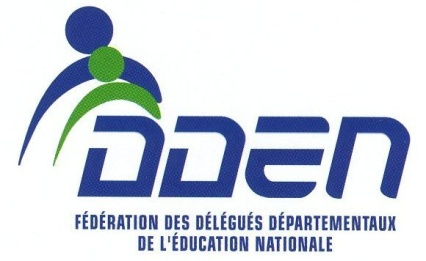 DDEN
FÉDÉRATION DES DÉLÉGUÉS DÉPARTEMENTAUX
DE L'ÉDUCATION NATIONALE